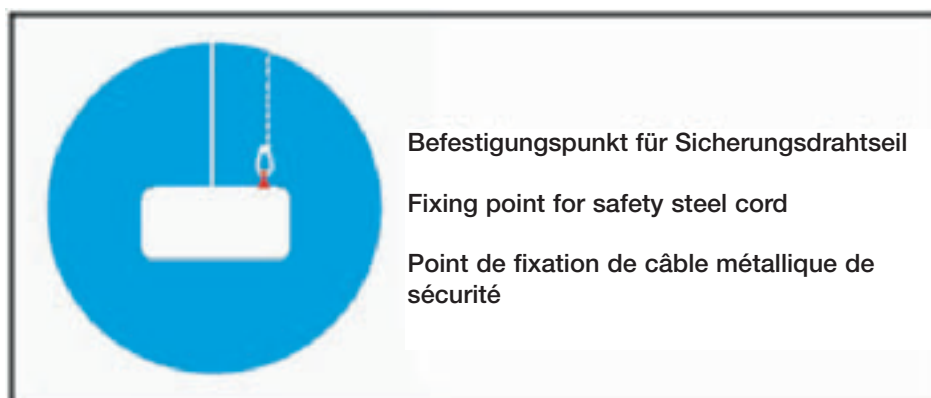 Befestigungspunkt für Sicherungsdrahtseil
Fixing point for safety steel cord
Point de fixation de câble métallique de
sécurité